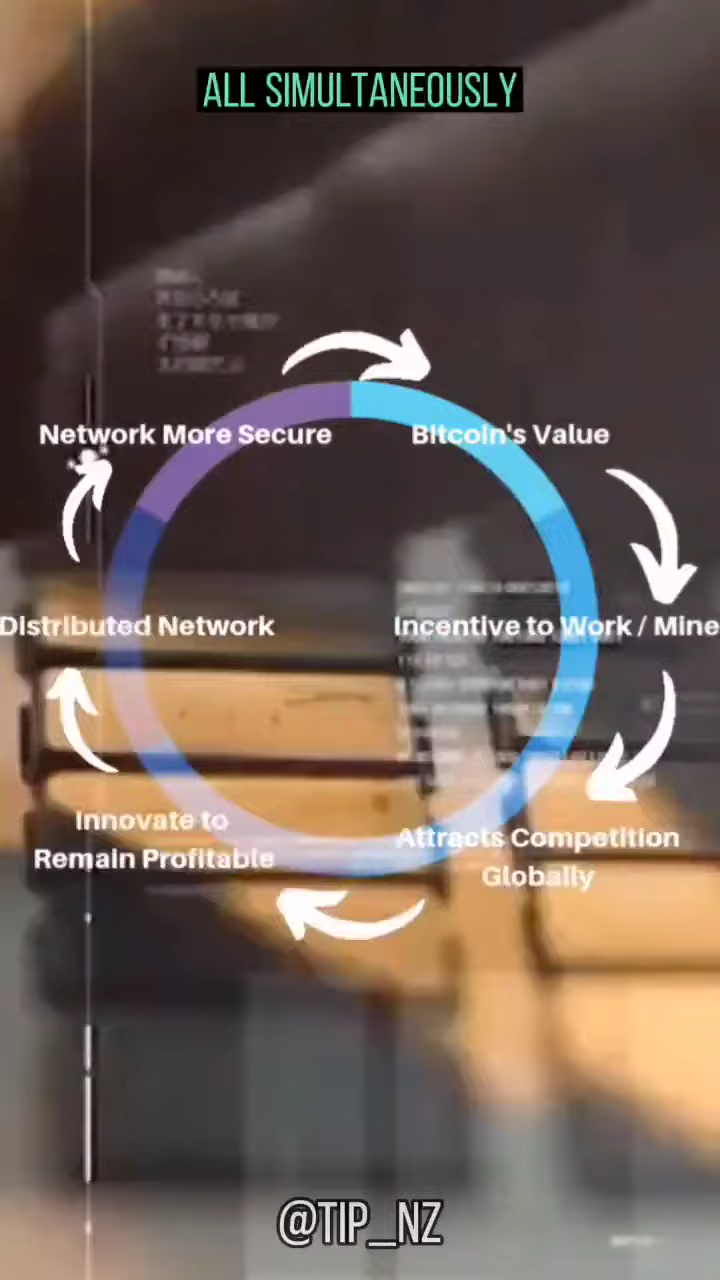 ALL SIMULTANEOUSLY
Network More Secure
Bitcoin's Value
Distributed Network
Incentive to Work / Mine
Innovate to
Remain Profitable
Attracts Competition
Globally
@TIP_NZ